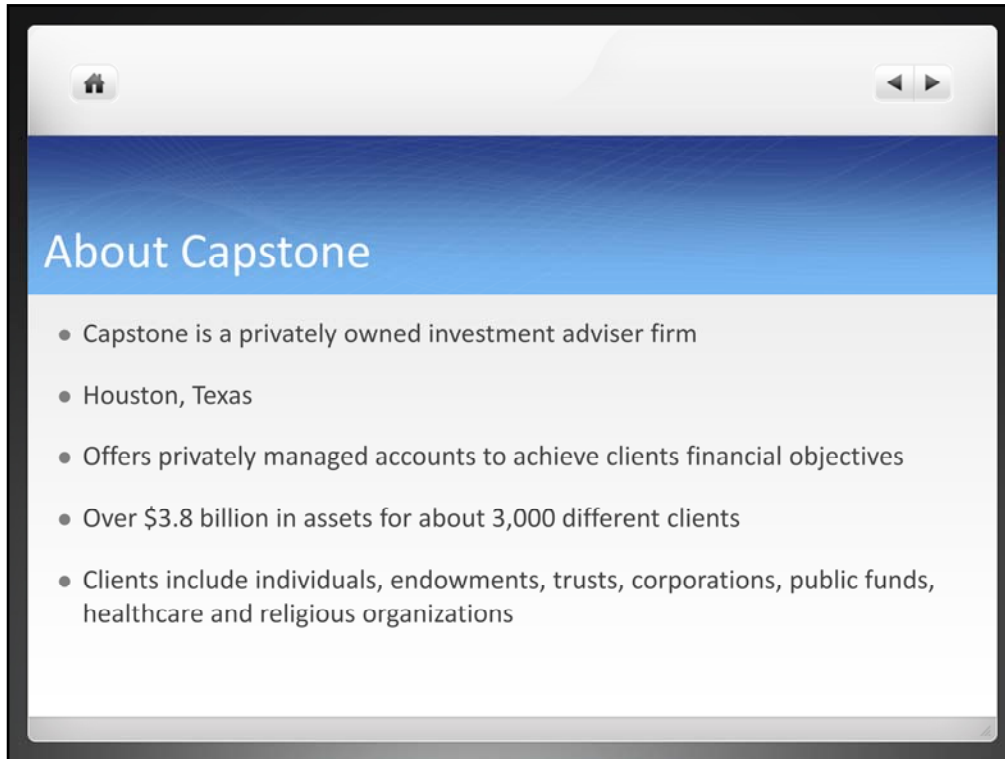 About Capstone
● Capstone is a privately owned investment adviser firm
● Houston, Texas
● Offers privately managed accounts to achieve clients financial objectives
● Over $3.8 billion in assets for about 3,000 different clients
● Clients include individuals, endowments, trusts, corporations, public funds,
healthcare and religious organizations